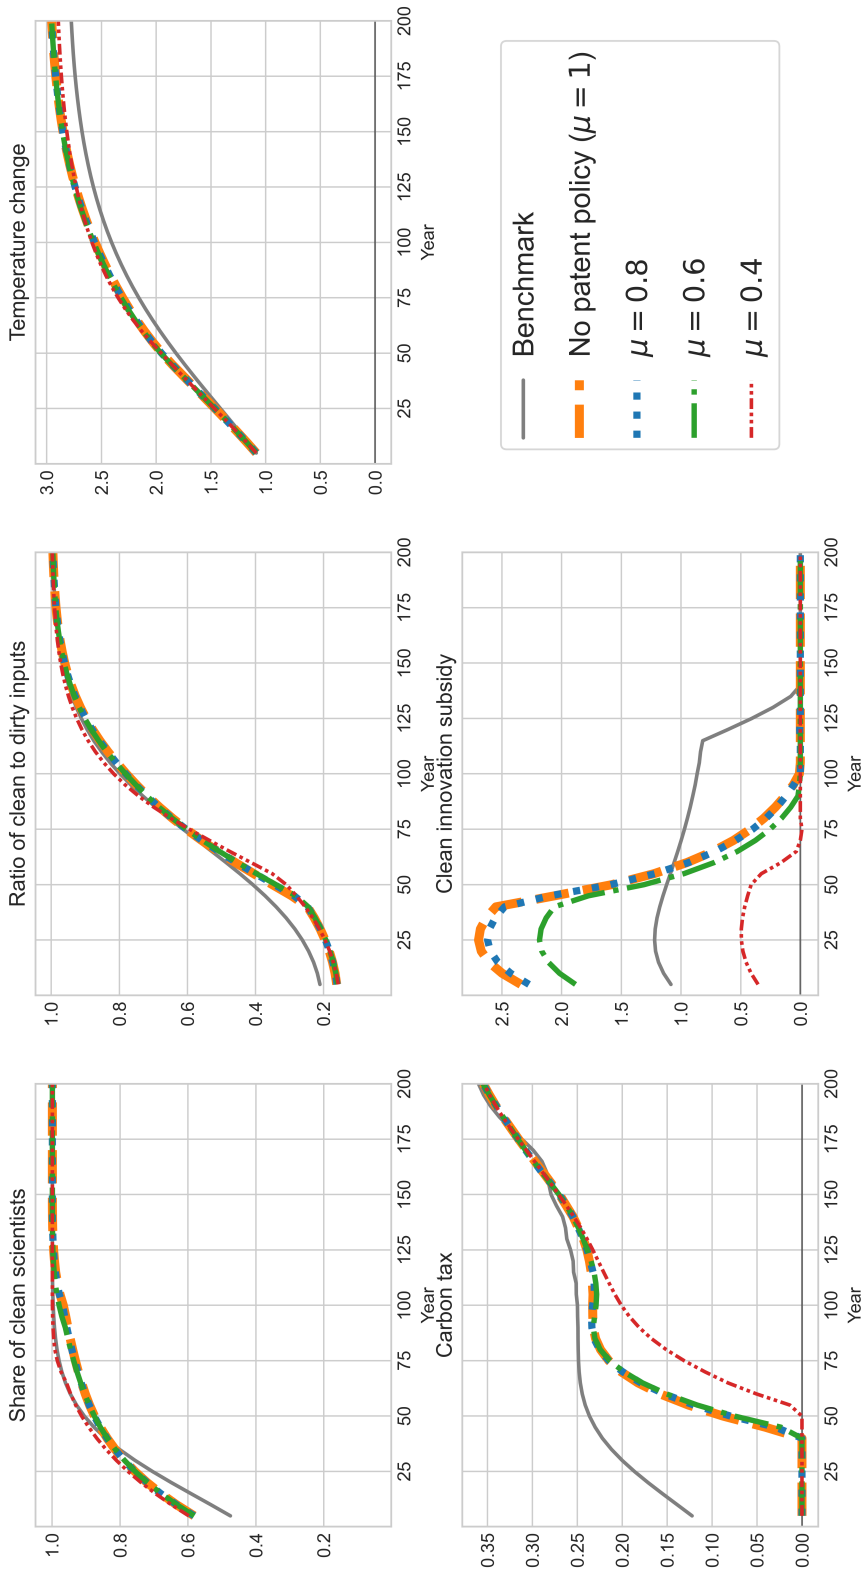 Share of clean scientists
1.0
0.8
0.6
0.4
0.2
25 50 75 100 125 150 175 200
Year
Ratio of clean to dirty inputs
1.0
0.8
0.6
0.4
0.2
25 50 75 100 125 150 175 200
Year
Temperature change
3.0
2.5
2.0
1.5
1.0
0.5
0.0
25 50 75 100 125 150 175 200
Year
Carbon tax
0.35
0.30
0.25
0.20
0.15
0.10
0.05
0.00
25 50 75 100 125 150 175 200
Year
Clean innovation subsidy
2.5
2.0
1.5
1.0
0.5
0.0
25 50 75 100 125 150 175 200
Year
Benchmark
No patent policy (μ = 1)
μ = 0.8
μ = 0.6
μ = 0.4